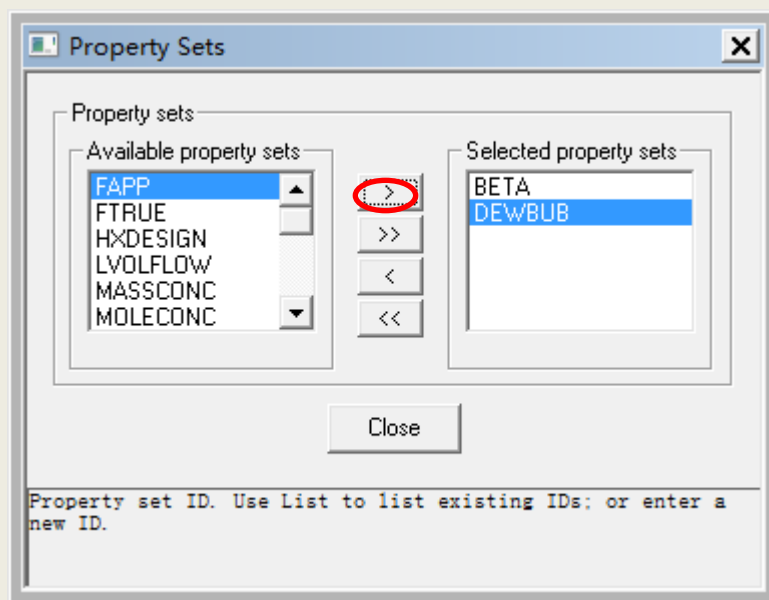 Property Sets
Property sets
Available property sets
FAPP
FTRUE
HXDESIGN
LVOLFLOW
MASSCONC
MOLECONC
>
>>
<
<<
Selected property sets
BETA
DEWBUB
Close
Property set ID. Use List to list existing IDs; or enter a
new ID.